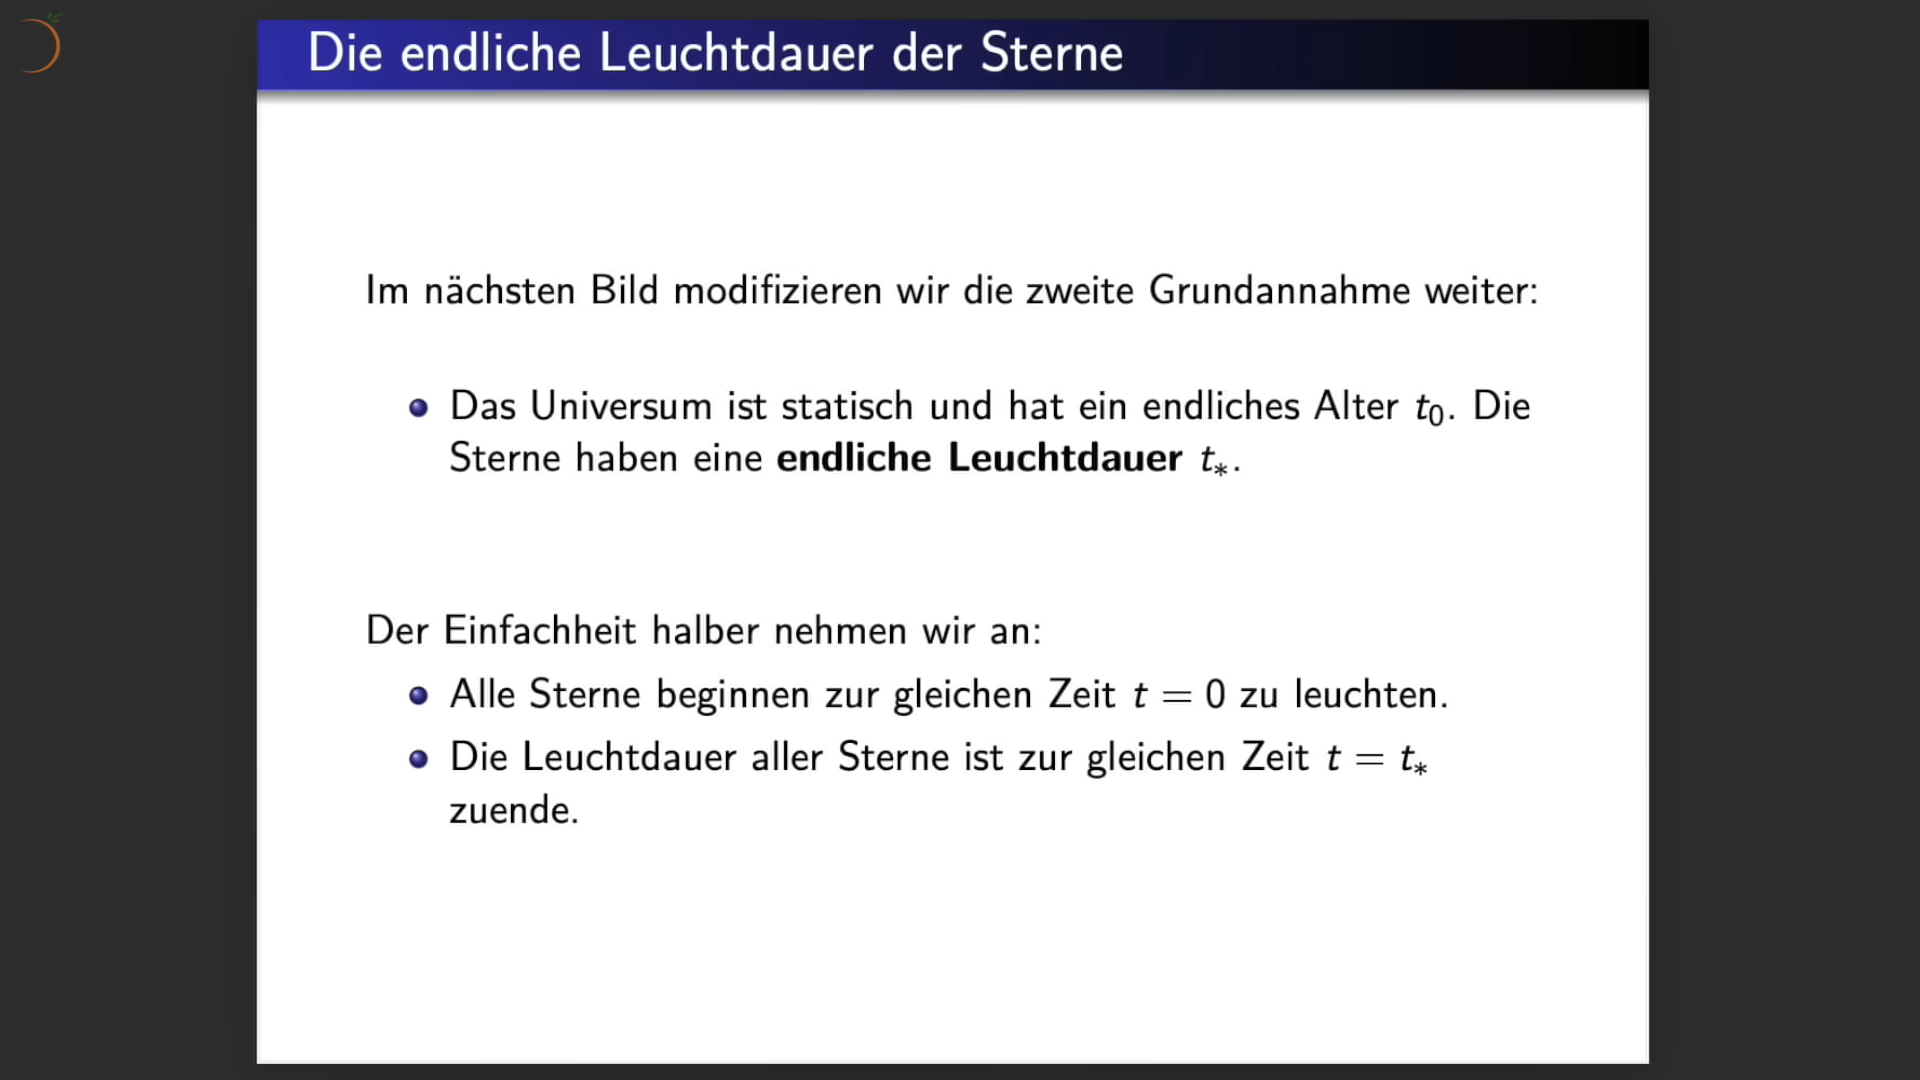 Die endliche Leuchtdauer der Sterne
Im nächsten Bild modifizieren wir die zweite Grundannahme weiter:
Das Universum ist statisch und hat ein endliches Alter t₀. Die
Sterne haben eine endliche Leuchtdauer t∗.
Der Einfachheit halber nehmen wir an:
Alle Sterne beginnen zur gleichen Zeit t = 0 zu leuchten.
Die Leuchtdauer aller Sterne ist zur gleichen Zeit t = t∗
zuende.